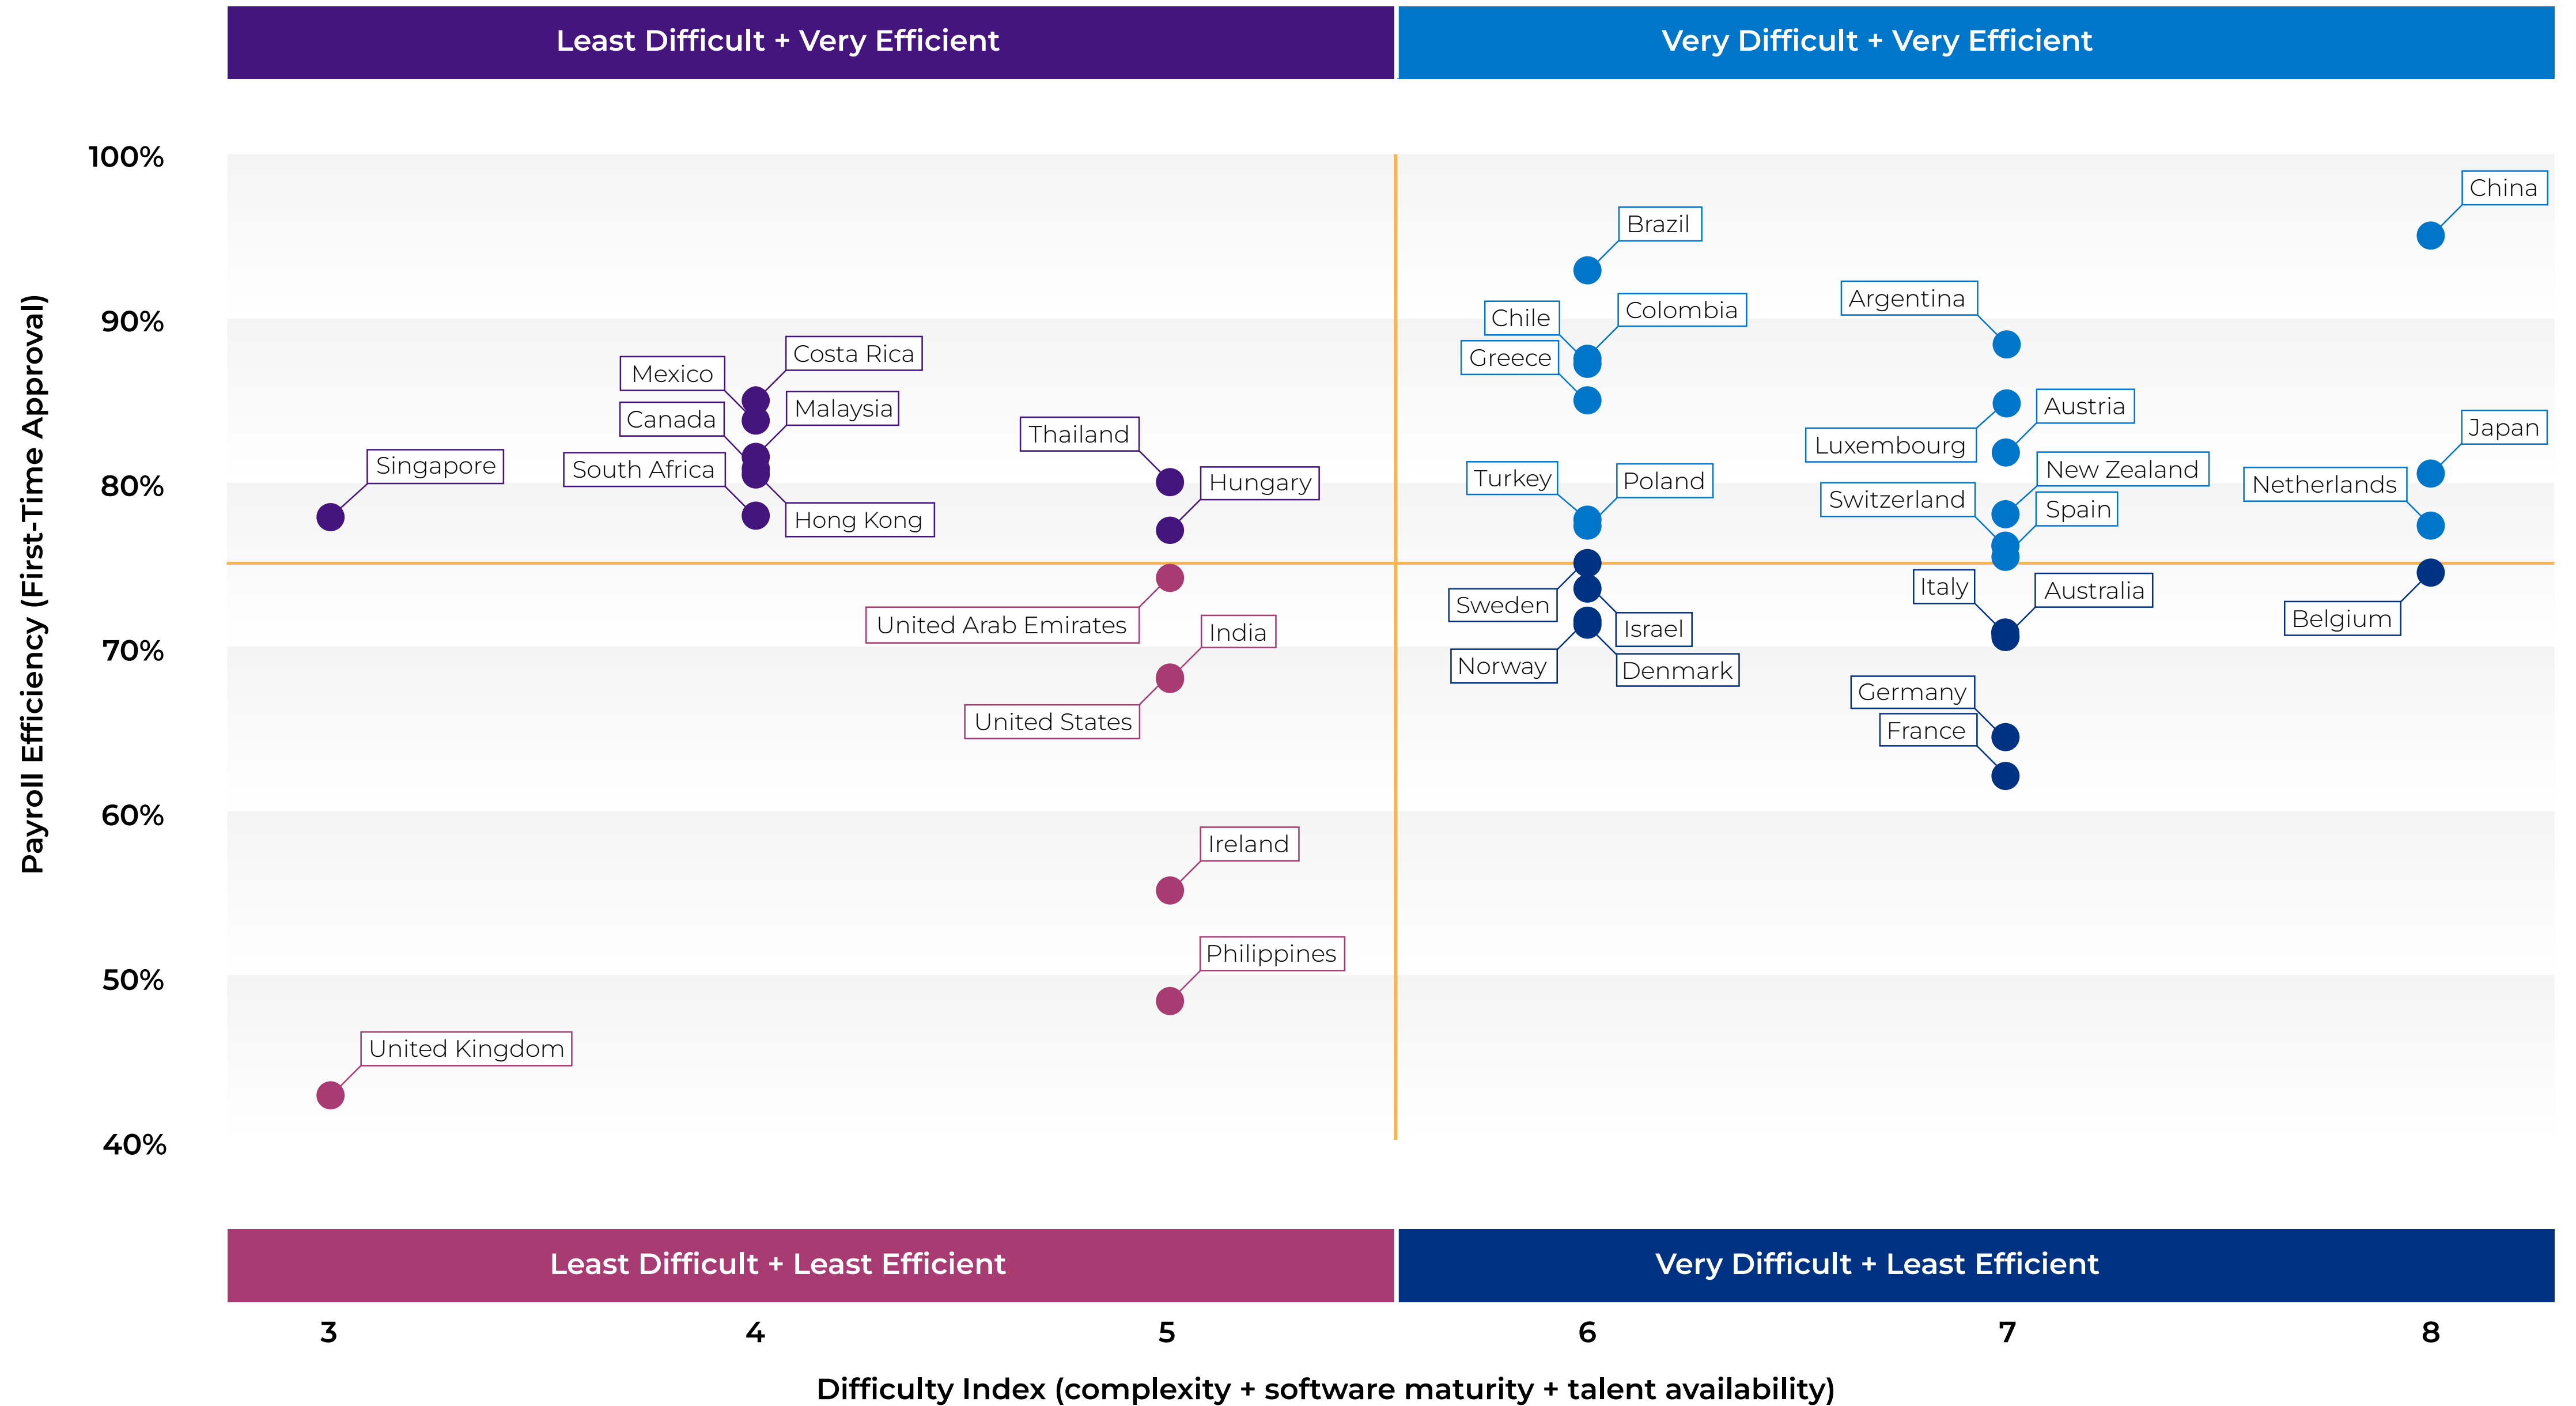 Least Difficult + Very Efficient
Very Difficult + Very Efficient
Payroll Efficiency (First-Time Approval)
100%
90%
80%
70%
60%
50%
40%
Singapore
Mexico
Costa Rica
Canada
Malaysia
South Africa
Hong Kong
Thailand
Hungary
United Arab Emirates
India
United States
Ireland
Philippines
United Kingdom
Brazil
Chile
Colombia
Greece
Turkey
Poland
Sweden
Israel
Norway
Denmark
Argentina
Austria
Luxembourg
New Zealand
Switzerland
Spain
Italy
Australia
Germany
France
China
Japan
Netherlands
Belgium
Least Difficult + Least Efficient
Very Difficult + Least Efficient
3
4
5
6
7
8
Difficulty Index (complexity + software maturity + talent availability)